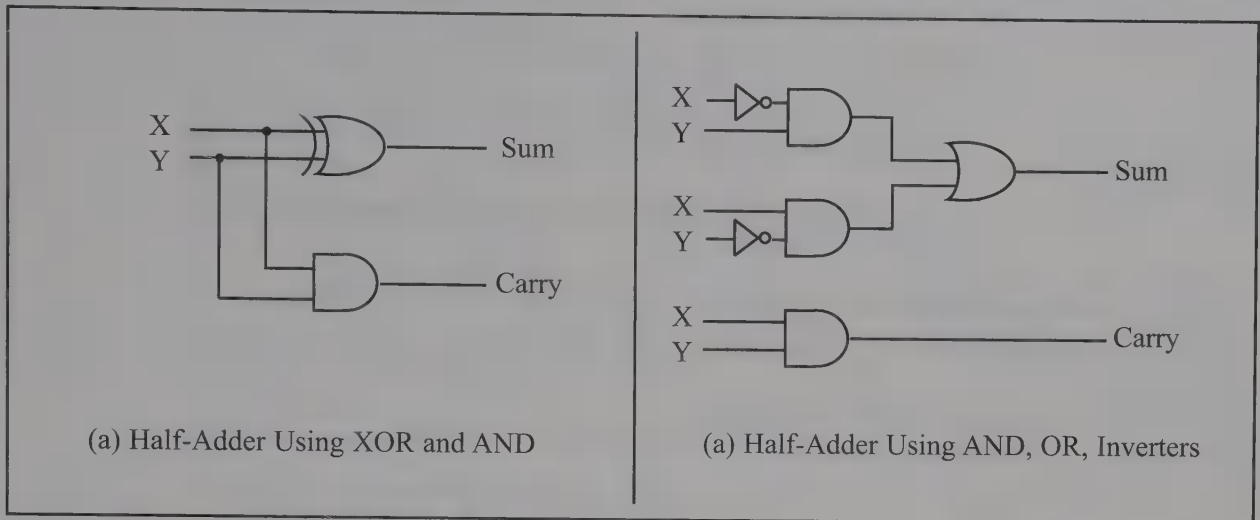 X
Y
Sum
Carry
(a) Half-Adder Using XOR and AND
X
Y
X
Y
Sum
X
Y
Carry
(a) Half-Adder Using AND, OR, Inverters